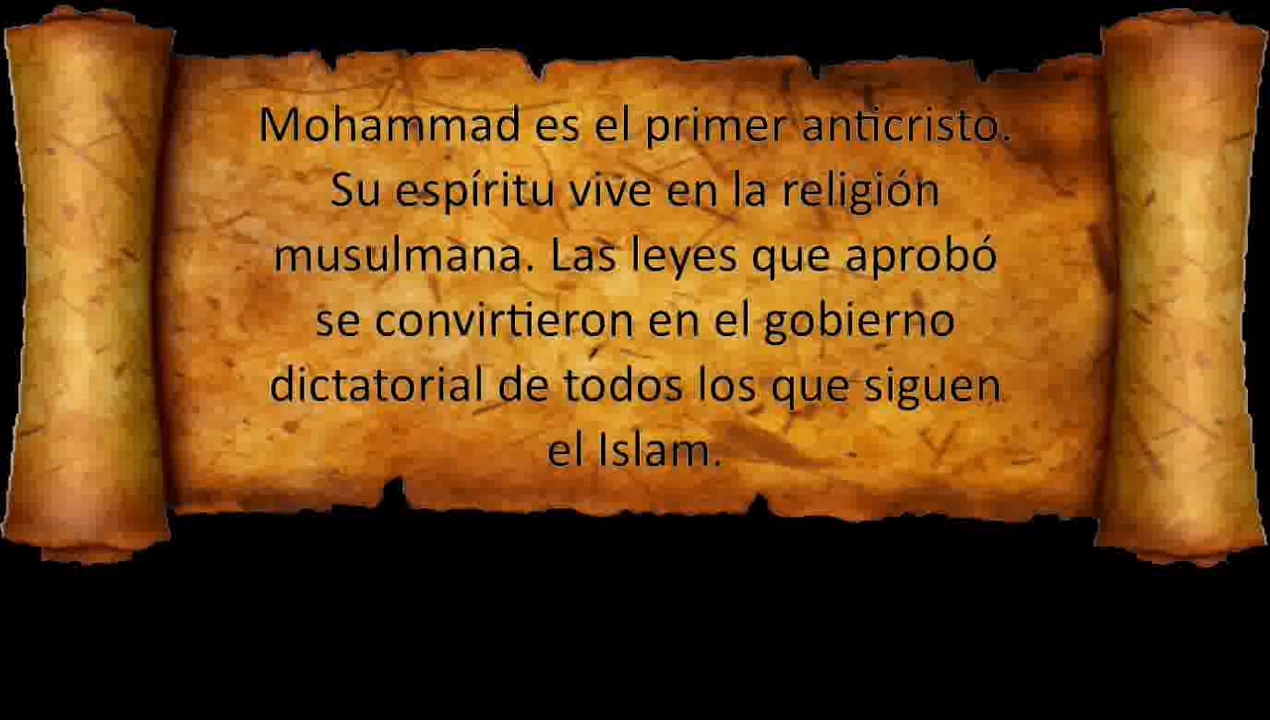 Mohammad es el primer anticristo.
Su espíritu vive en la religión
musulmana. Las leyes que aprobó
se convirtieron en el gobierno
dictatorial de todos los que siguen
el Islam.